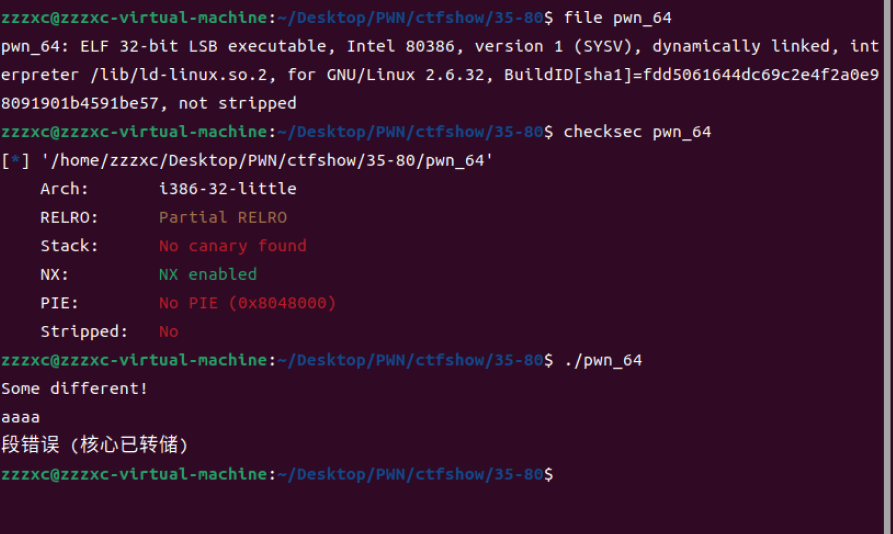 zzzxc@zzzxc-virtual-machine:~/Desktop/PWN/ctfshow/35-80$ file pwn_64
pwn_64: ELF 32-bit LSB executable, Intel 80386, version 1 (SYSV), dynamically linked, int
erpreter /lib/ld-linux.so.2, for GNU/Linux 2.6.32, BuildID[sha1]=fdd5061644dc69c2e4f2a0e9
8091901b4591be57, not stripped
zzzxc@zzzxc-virtual-machine:~/Desktop/PWN/ctfshow/35-80$ checksec pwn_64
[*] '/home/zzzxc/Desktop/PWN/ctfshow/35-80/pwn_64'
    Arch:       i386-32-little
    RELRO:      Partial RELRO
    Stack:      No canary found
    NX:         NX enabled
    PIE:        No PIE (0x8048000)
    Stripped:   No
zzzxc@zzzxc-virtual-machine:~/Desktop/PWN/ctfshow/35-80$ ./pwn_64
Some different!
aaaa
段错误 (核心已转储)
zzzxc@zzzxc-virtual-machine:~/Desktop/PWN/ctfshow/35-80$